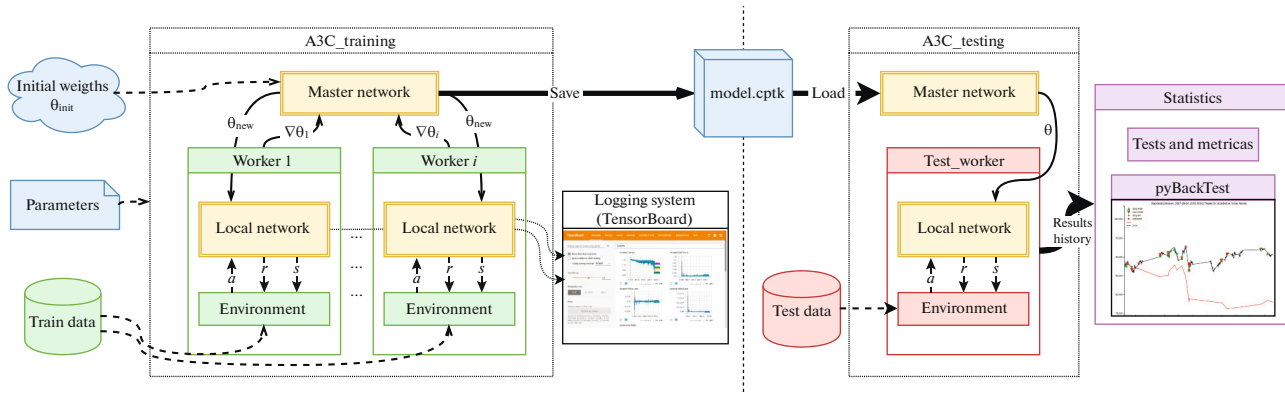 A3C_training
Initial weigths
θinit
Master network
Save
θnew
∇θ1
∇θi
θnew
Worker 1
Worker i
Parameters
Local network
...
Local network
a
r
s
...
a
r
s
Environment
...
Environment
Train data
Logging system
(TensorBoard)
model.cptk
Load
A3C_testing
Master network
θ
Test_worker
Local network
a
r
s
Environment
Test data
Results
history
Statistics
Tests and metricas
pyBackTest